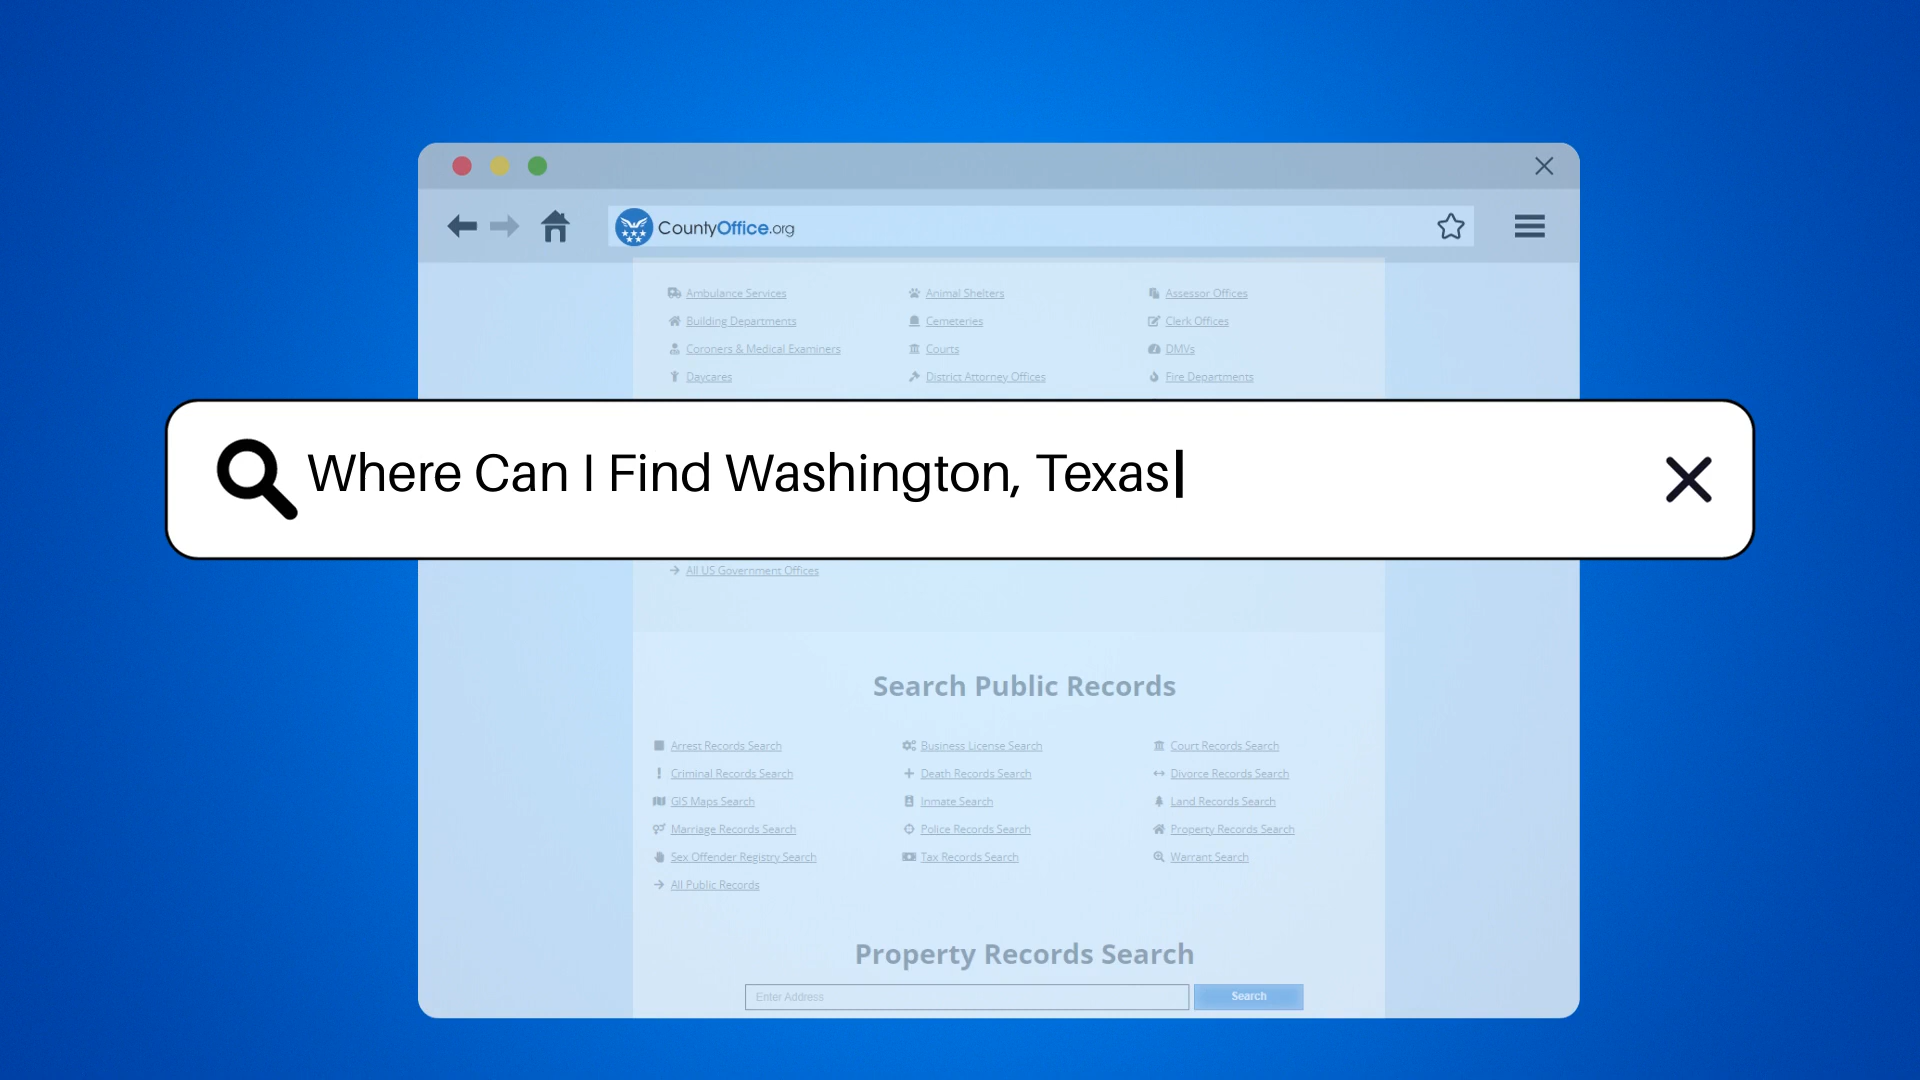 CountyOffice.org
Ambulance Services Animal Shelters Assessor Offices
Building Departments Cemeteries Clerk Offices
Coroners & Medical Examiners Courts DMVs
Daycares District Attorney Offices Fire Departments
Where Can I Find Washington, Texas
All US Government Offices
Search Public Records
Arrest Records Search Business License Search Court Records Search
Criminal Records Search Death Records Search Divorce Records Search
GIS Maps Search Inmate Search Land Records Search
Marriage Records Search Police Records Search Property Records Search
Sex Offender Registry Search Tax Records Search Warrant Search
All Public Records
Property Records Search
Enter Address Search